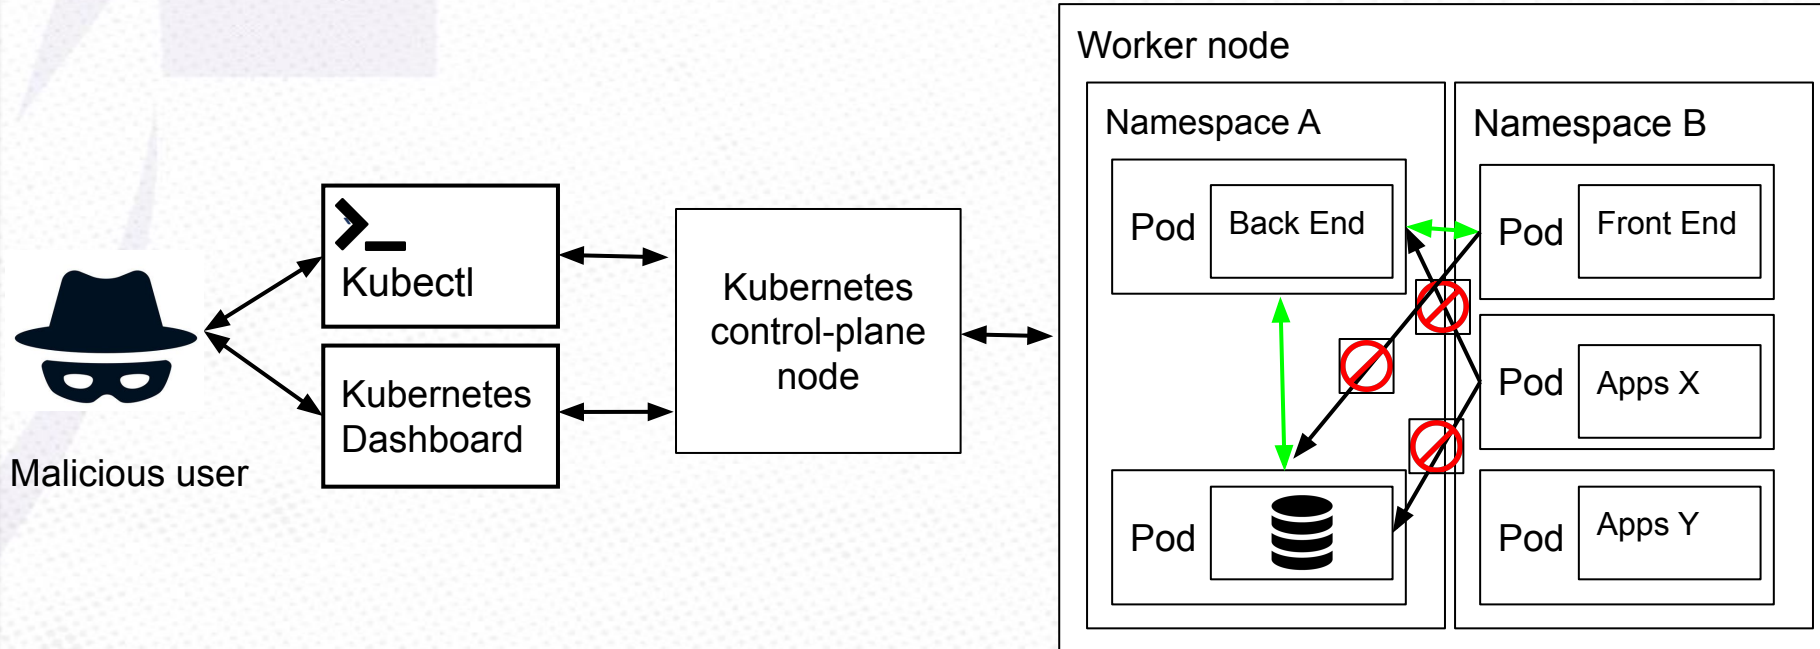 Worker node
Namespace A
Namespace B
Pod
Back End
Pod
Front End
Kubectl
Kubernetes
control-plane
node
Kubernetes
Dashboard
Pod
Apps X
Malicious user
Pod
Pod
Apps Y